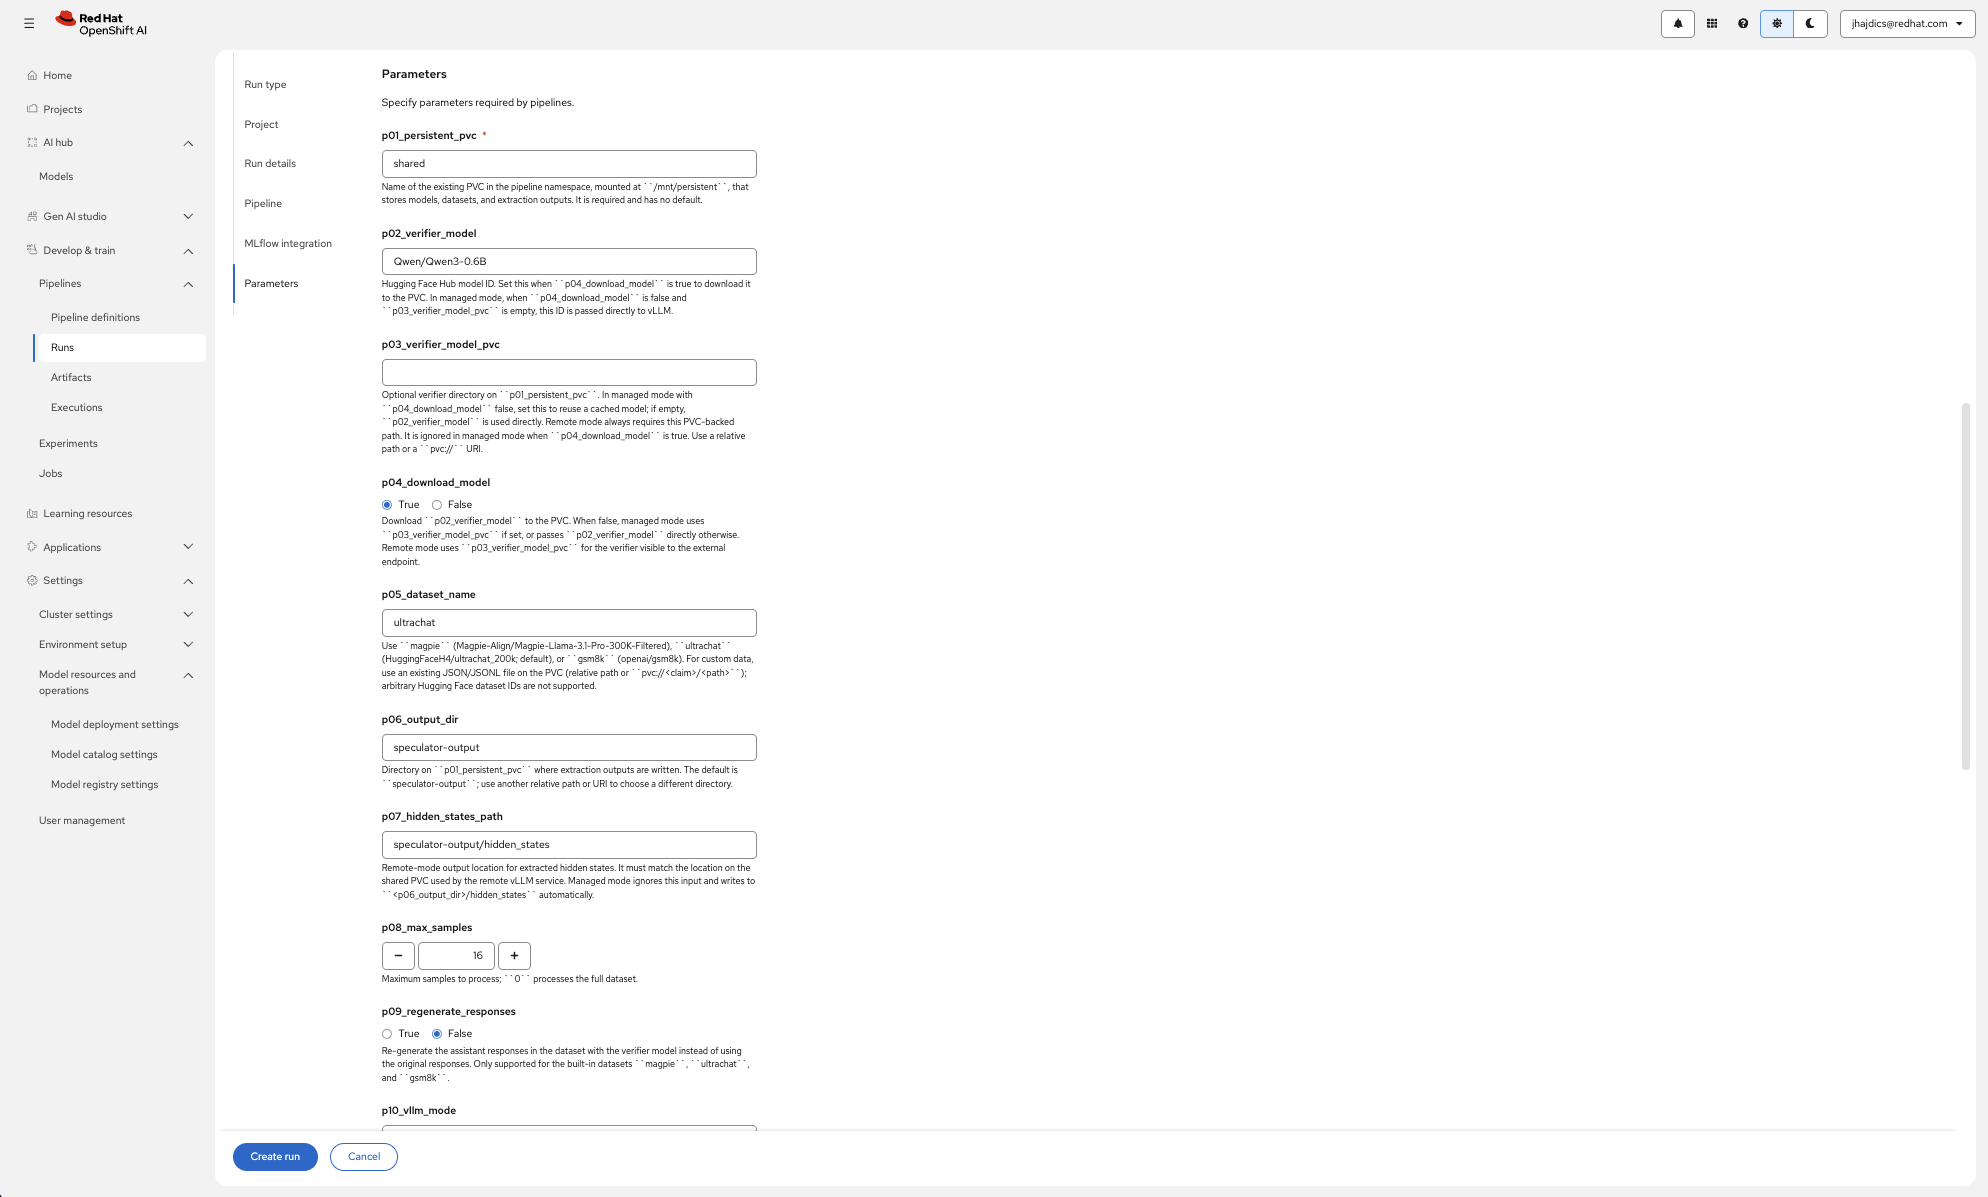 Red Hat
OpenShift AI
jhajdics@redhat.com
Home
Projects
AI hub
Models
Gen AI studio
Develop & train
Pipelines
Pipeline definitions
Runs
Artifacts
Executions
Experiments
Jobs
Learning resources
Applications
Settings
Cluster settings
Environment setup
Model resources and
operations
Model deployment settings
Model catalog settings
Model registry settings
User management
Run type
Project
Run details
Pipeline
MLflow integration
Parameters
Parameters
Specify parameters required by pipelines.
p01_persistent_pvc *
shared
Name of the existing PVC in the pipeline namespace, mounted at ``/mnt/persistent``, that
stores models, datasets, and extraction outputs. It is required and has no default.
p02_verifier_model
Qwen/Qwen3-0.6B
Hugging Face Hub model ID. Set this when ``p04_download_model`` is true to download it
to the PVC. In managed mode, when ``p04_download_model`` is false and
``p03_verifier_model_pvc`` is empty, this ID is passed directly to vLLM.
p03_verifier_model_pvc
Optional verifier directory on ``p01_persistent_pvc``. In managed mode with
``p04_download_model`` false, set this to reuse a cached model; if empty,
``p02_verifier_model`` is used directly. Remote mode always requires this PVC-backed
path. It is ignored in managed mode when ``p04_download_model`` is true. Use a relative
path or a ``pvc://`` URI.
p04_download_model
True False
Download ``p02_verifier_model`` to the PVC. When false, managed mode uses
``p03_verifier_model_pvc`` if set, or passes ``p02_verifier_model`` directly otherwise.
Remote mode uses ``p03_verifier_model_pvc`` for the verifier visible to the external
endpoint.
p05_dataset_name
ultrachat
Use ``magpie`` (Magpie-Align/Magpie-Llama-3.1-Pro-300K-Filtered), ``ultrachat``
(HuggingFaceH4/ultrachat_200k; default), or ``gsm8k`` (openai/gsm8k). For custom data,
use an existing JSON/JSONL file on the PVC (relative path or ``pvc://<claim>/<path>``);
arbitrary Hugging Face dataset IDs are not supported.
p06_output_dir
speculator-output
Directory on ``p01_persistent_pvc`` where extraction outputs are written. The default is
``speculator-output``; use another relative path or URI to choose a different directory.
p07_hidden_states_path
speculator-output/hidden_states
Remote-mode output location for extracted hidden states. It must match the location on the
shared PVC used by the remote vLLM service. Managed mode ignores this input and writes to
``<p06_output_dir>/hidden_states`` automatically.
p08_max_samples
16
Maximum samples to process; ``0`` processes the full dataset.
p09_regenerate_responses
True False
Re-generate the assistant responses in the dataset with the verifier model instead of using
the original responses. Only supported for the built-in datasets ``magpie``, ``ultrachat``,
and ``gsm8k``.
p10_vllm_mode
Create run
Cancel